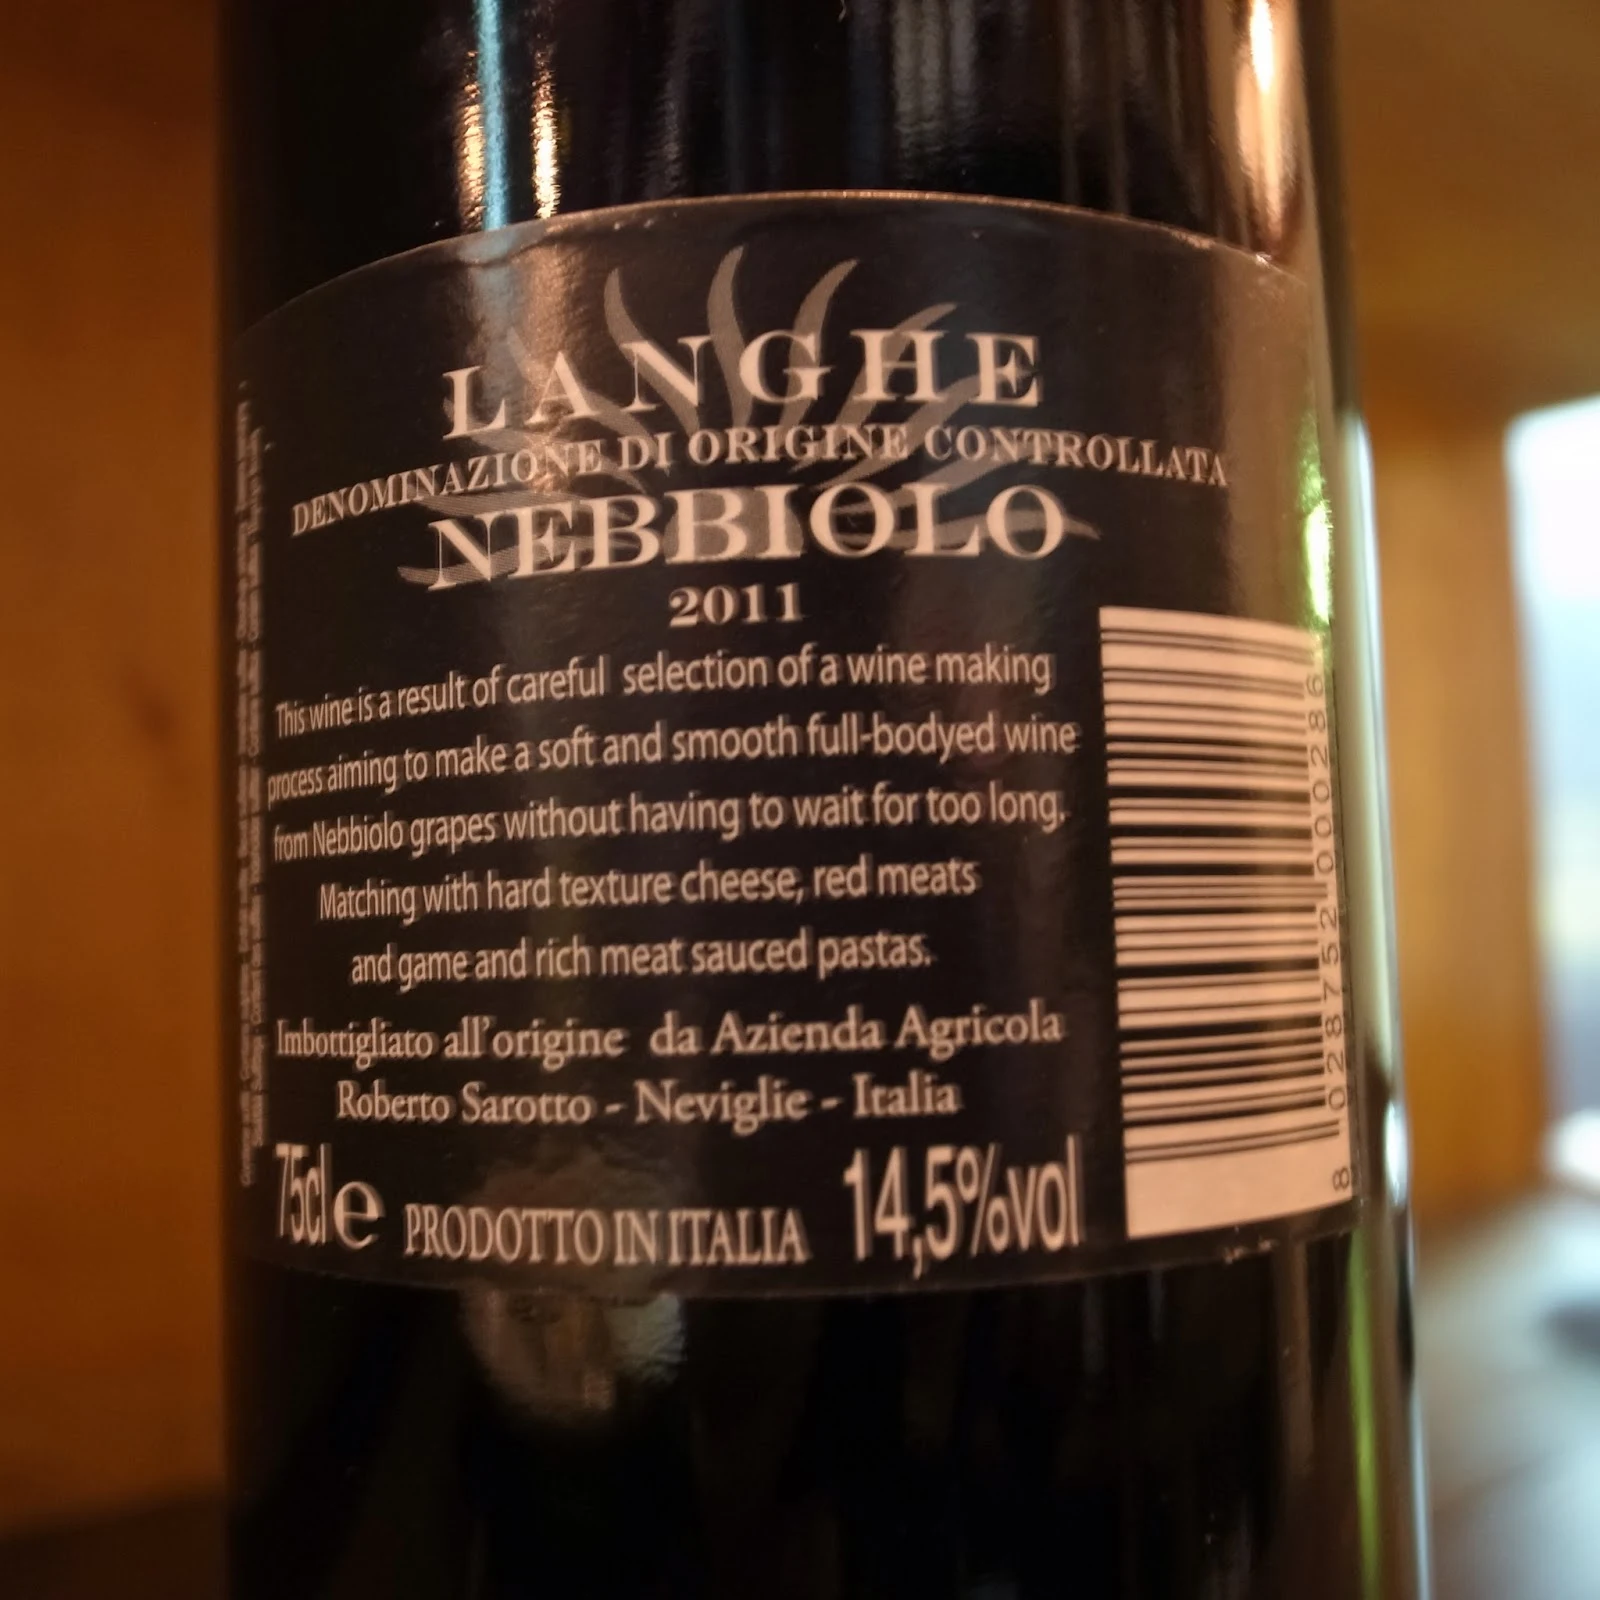 LANGHE
DENOMINAZIONE DI ORIGINE CONTROLLATA
NEBBIOLO
2011
This wine is a result of careful selection of a wine making
process aiming to make a soft and smooth full-bodyed wine
from Nebbiolo grapes without having to wait for too long.
Matching with hard texture cheese, red meats
and game and rich meat sauced pastas.
Imbottigliato all'origine da Azienda Agricola
Roberto Sarotto - Neviglie - Italia
75cl e PRODOTTO IN ITALIA 14,5%vol
8 028752 000286